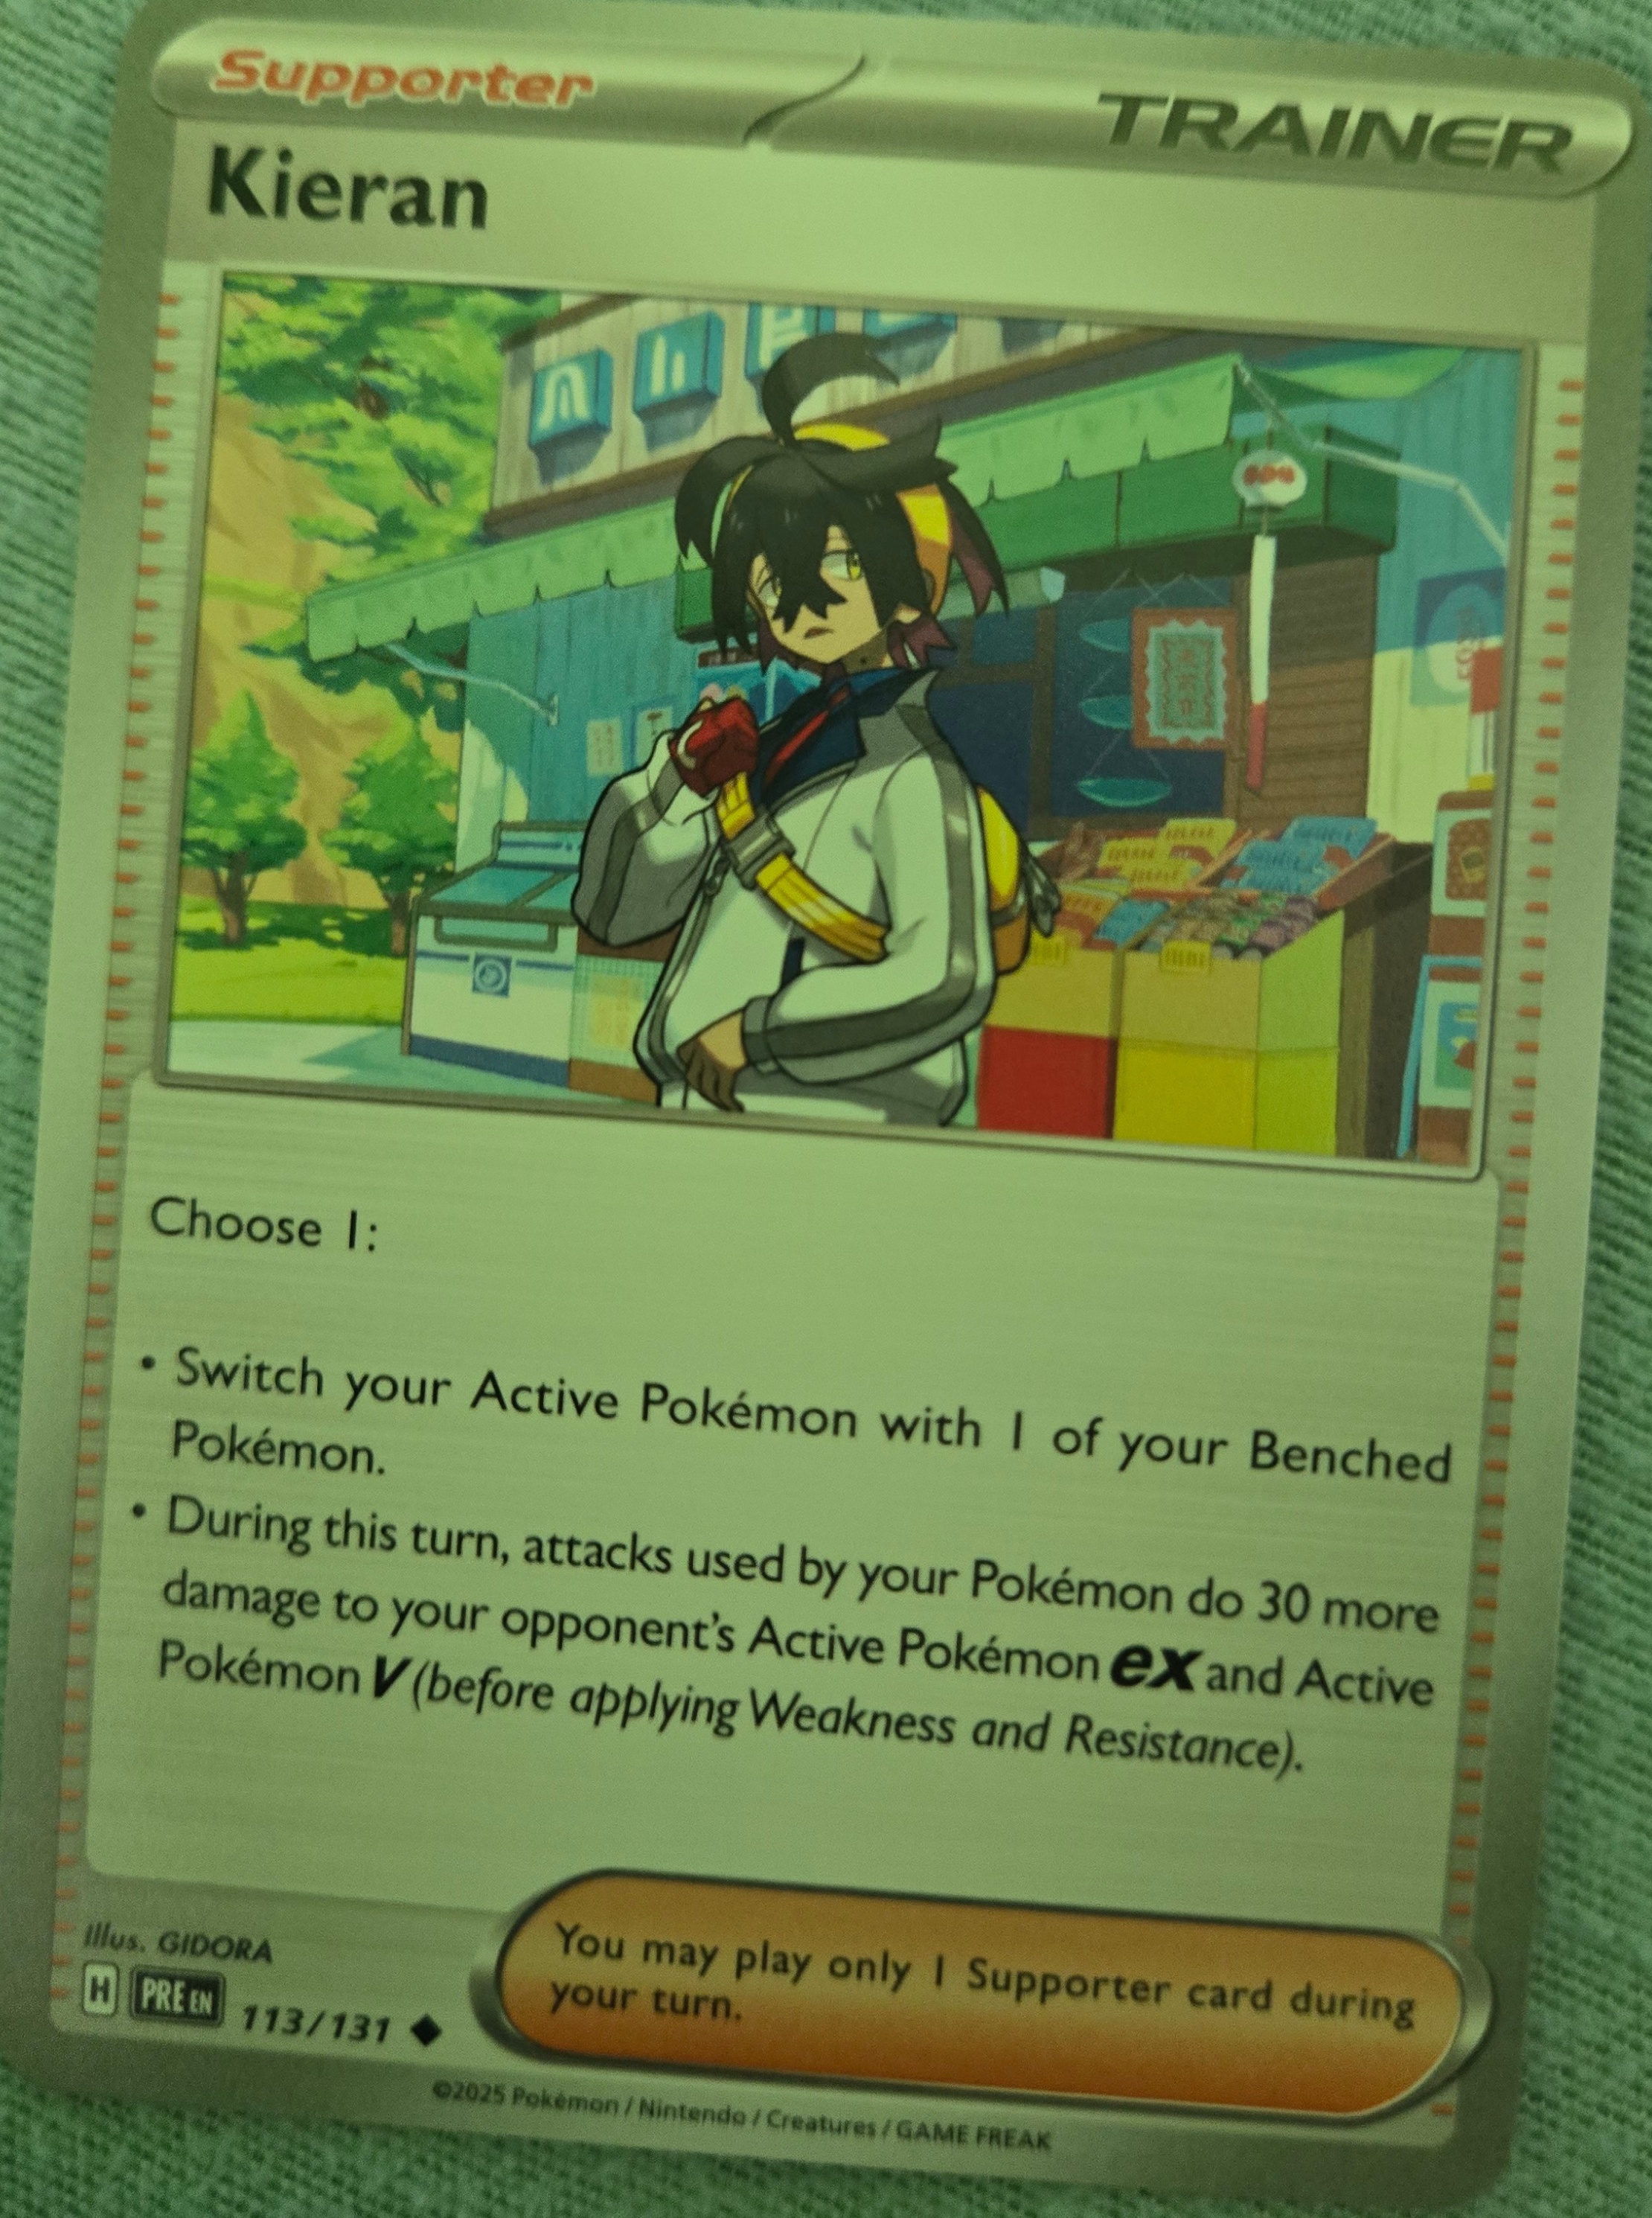 Supporter
TRAINER
Kieran
Choose 1:
• Switch your Active Pokémon with 1 of your Benched
Pokémon.
• During this turn, attacks used by your Pokémon do 30 more
damage to your opponent's Active Pokémon ex and Active
Pokémon V (before applying Weakness and Resistance).
Illus. GIDORA
H PRE EN 113/131
You may play only 1 Supporter card during
your turn.
©2025 Pokémon / Nintendo / Creatures / GAME FREAK